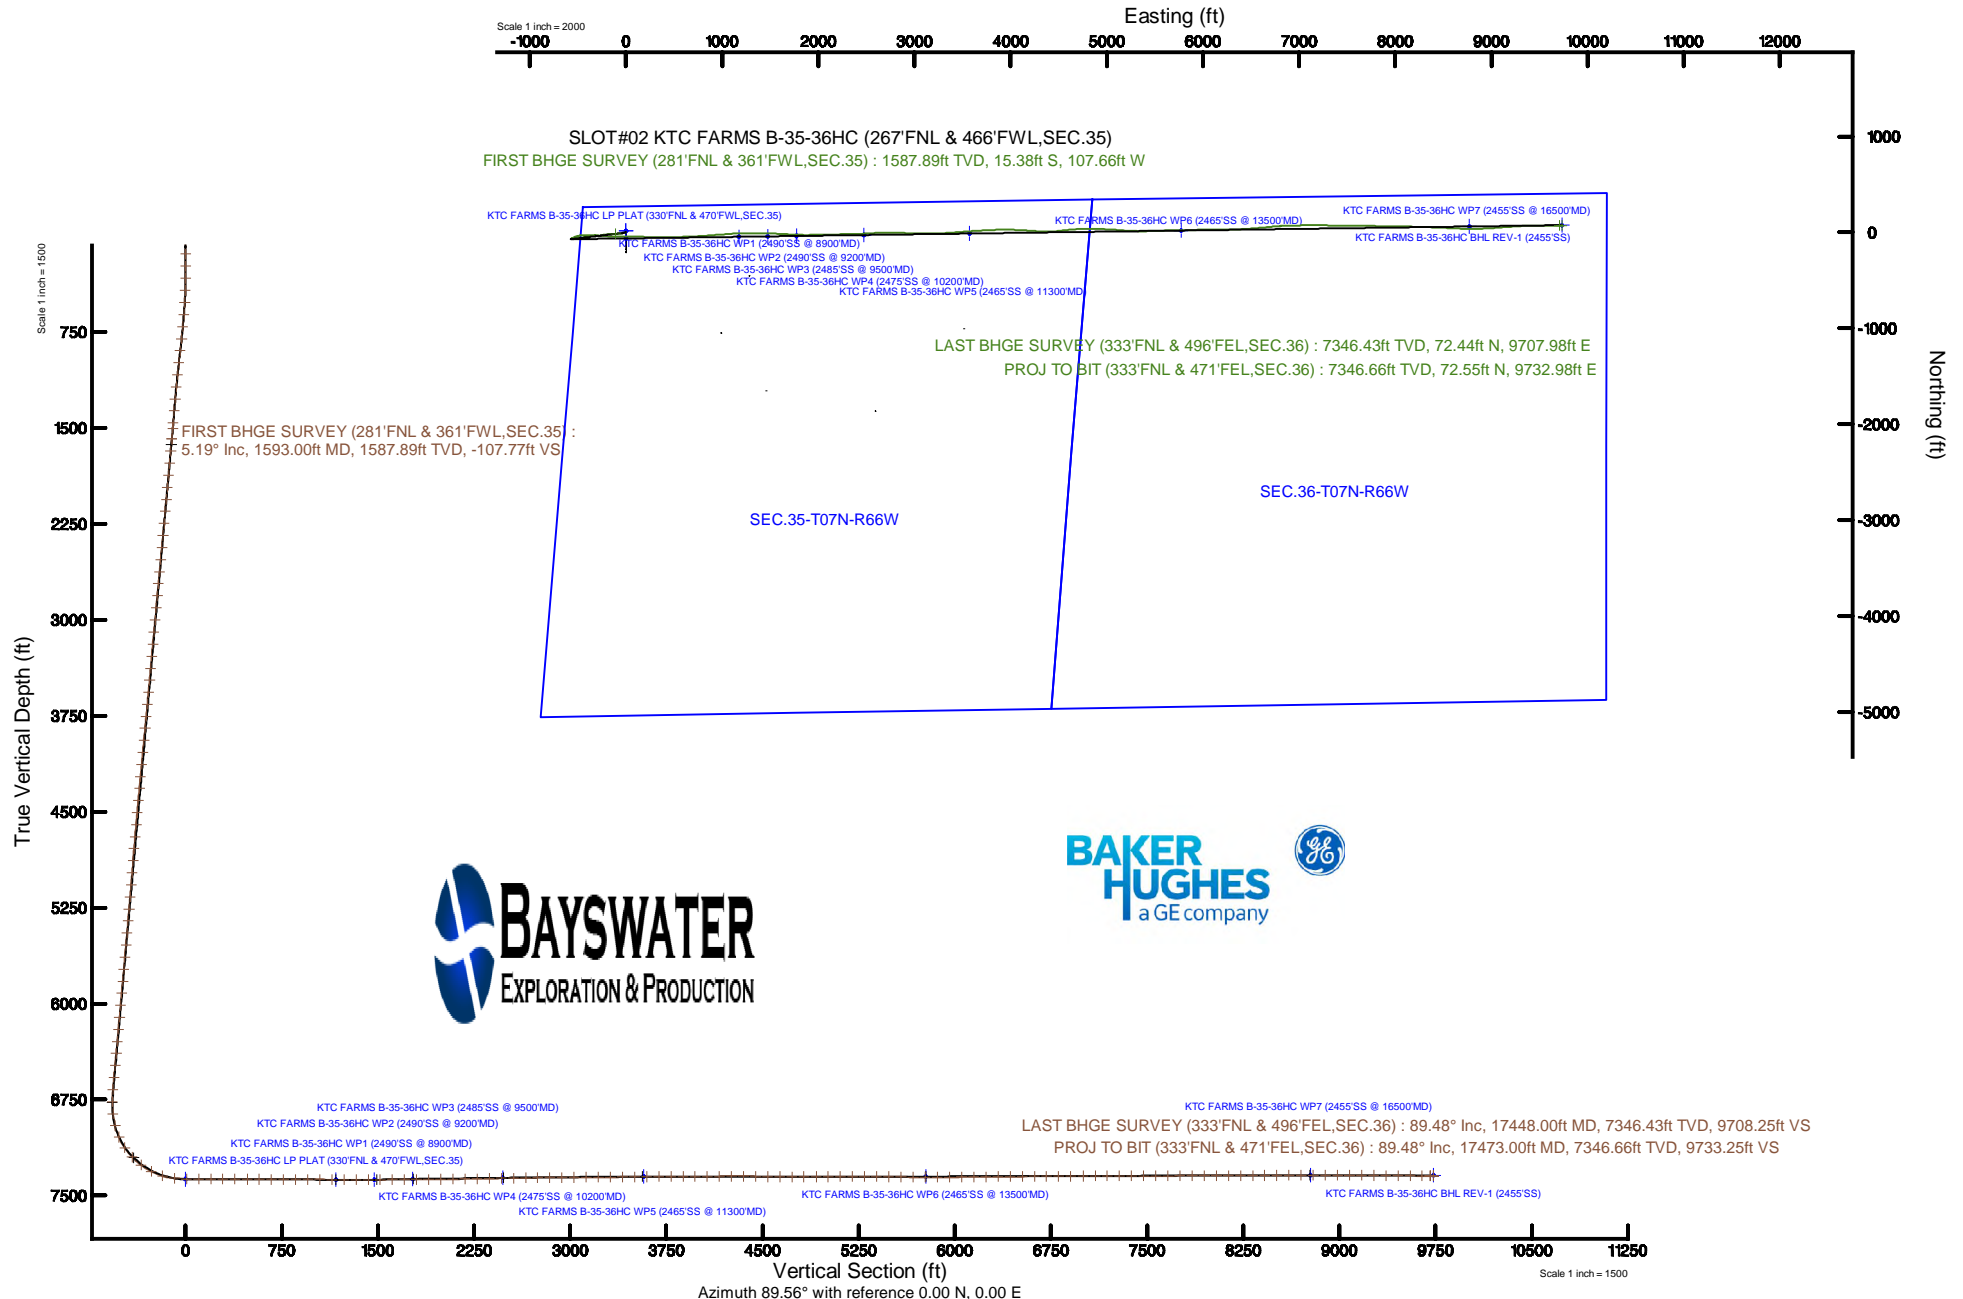 Easting (ft)
Scale 1 inch = 2000
-1000 0 1000 2000 3000 4000 5000 6000 7000 8000 9000 10000 11000 12000
SLOT#02 KTC FARMS B-35-36HC (267'FNL & 466'FWL,SEC.35)
FIRST BHGE SURVEY (281'FNL & 361'FWL,SEC.35) : 1587.89ft TVD, 15.38ft S, 107.66ft W
KTC FARMS B-35-36HC LP PLAT (330'FNL & 470'FWL,SEC.35)
KTC FARMS B-35-36HC WP6 (2465'SS @ 13500'MD)
KTC FARMS B-35-36HC WP7 (2455'SS @ 16500'MD)
KTC FARMS B-35-36HC BHL REV-1 (2455'SS)
KTC FARMS B-35-36HC WP1 (2490'SS @ 8900'MD)
KTC FARMS B-35-36HC WP2 (2490'SS @ 9200'MD)
KTC FARMS B-35-36HC WP3 (2485'SS @ 9500'MD)
KTC FARMS B-35-36HC WP4 (2475'SS @ 10200'MD)
KTC FARMS B-35-36HC WP5 (2465'SS @ 11300'MD)
LAST BHGE SURVEY (333'FNL & 496'FEL,SEC.36) : 7346.43ft TVD, 72.44ft N, 9707.98ft E
PROJ TO BIT (333'FNL & 471'FEL,SEC.36) : 7346.66ft TVD, 72.55ft N, 9732.98ft E
SEC.35-T07N-R66W
SEC.36-T07N-R66W
1000
0
-1000
-2000
-3000
-4000
-5000
Northing (ft)
Scale 1 inch = 1500
True Vertical Depth (ft)
750
1500
2250
3000
3750
4500
5250
6000
6750
7500
FIRST BHGE SURVEY (281'FNL & 361'FWL,SEC.35) :
5.19° Inc, 1593.00ft MD, 1587.89ft TVD, -107.77ft VS
BAYSWATER
EXPLORATION & PRODUCTION
BAKER
HUGHES
a GE company
GE
KTC FARMS B-35-36HC WP3 (2485'SS @ 9500'MD)
KTC FARMS B-35-36HC WP2 (2490'SS @ 9200'MD)
KTC FARMS B-35-36HC WP1 (2490'SS @ 8900'MD)
KTC FARMS B-35-36HC LP PLAT (330'FNL & 470'FWL,SEC.35)
KTC FARMS B-35-36HC WP7 (2455'SS @ 16500'MD)
LAST BHGE SURVEY (333'FNL & 496'FEL,SEC.36) : 89.48° Inc, 17448.00ft MD, 7346.43ft TVD, 9708.25ft VS
PROJ TO BIT (333'FNL & 471'FEL,SEC.36) : 89.48° Inc, 17473.00ft MD, 7346.66ft TVD, 9733.25ft VS
KTC FARMS B-35-36HC WP4 (2475'SS @ 10200'MD)
KTC FARMS B-35-36HC WP5 (2465'SS @ 11300'MD)
KTC FARMS B-35-36HC WP6 (2465'SS @ 13500'MD)
KTC FARMS B-35-36HC BHL REV-1 (2455'SS)
0 750 1500 2250 3000 3750 4500 5250 6000 6750 7500 8250 9000 9750 10500 11250
Vertical Section (ft)
Scale 1 inch = 1500
Azimuth 89.56° with reference 0.00 N, 0.00 E